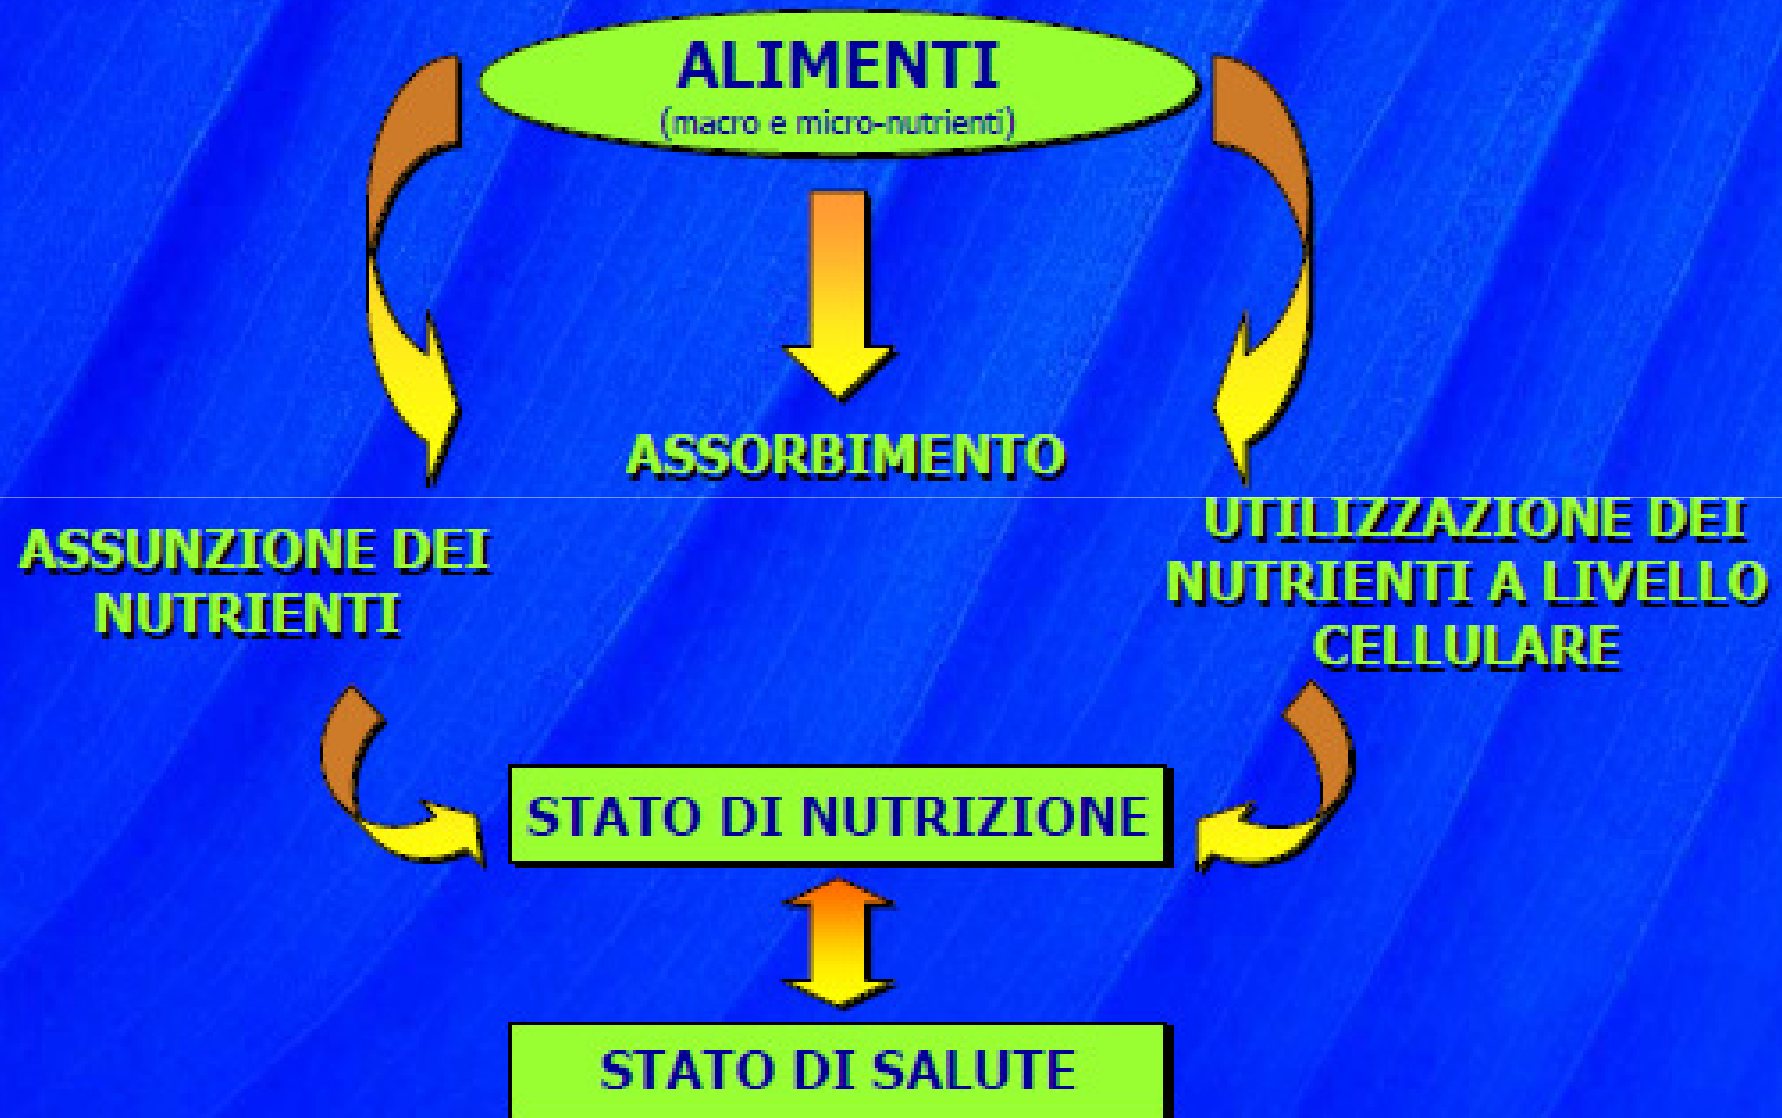 ALIMENTI
(macro e micro-nutrienti)
ASSORBIMENTO
ASSUNZIONE DEI
NUTRIENTI
UTILIZZAZIONE DEI
NUTRIENTI A LIVELLO
CELLULARE
STATO DI NUTRIZIONE
STATO DI SALUTE